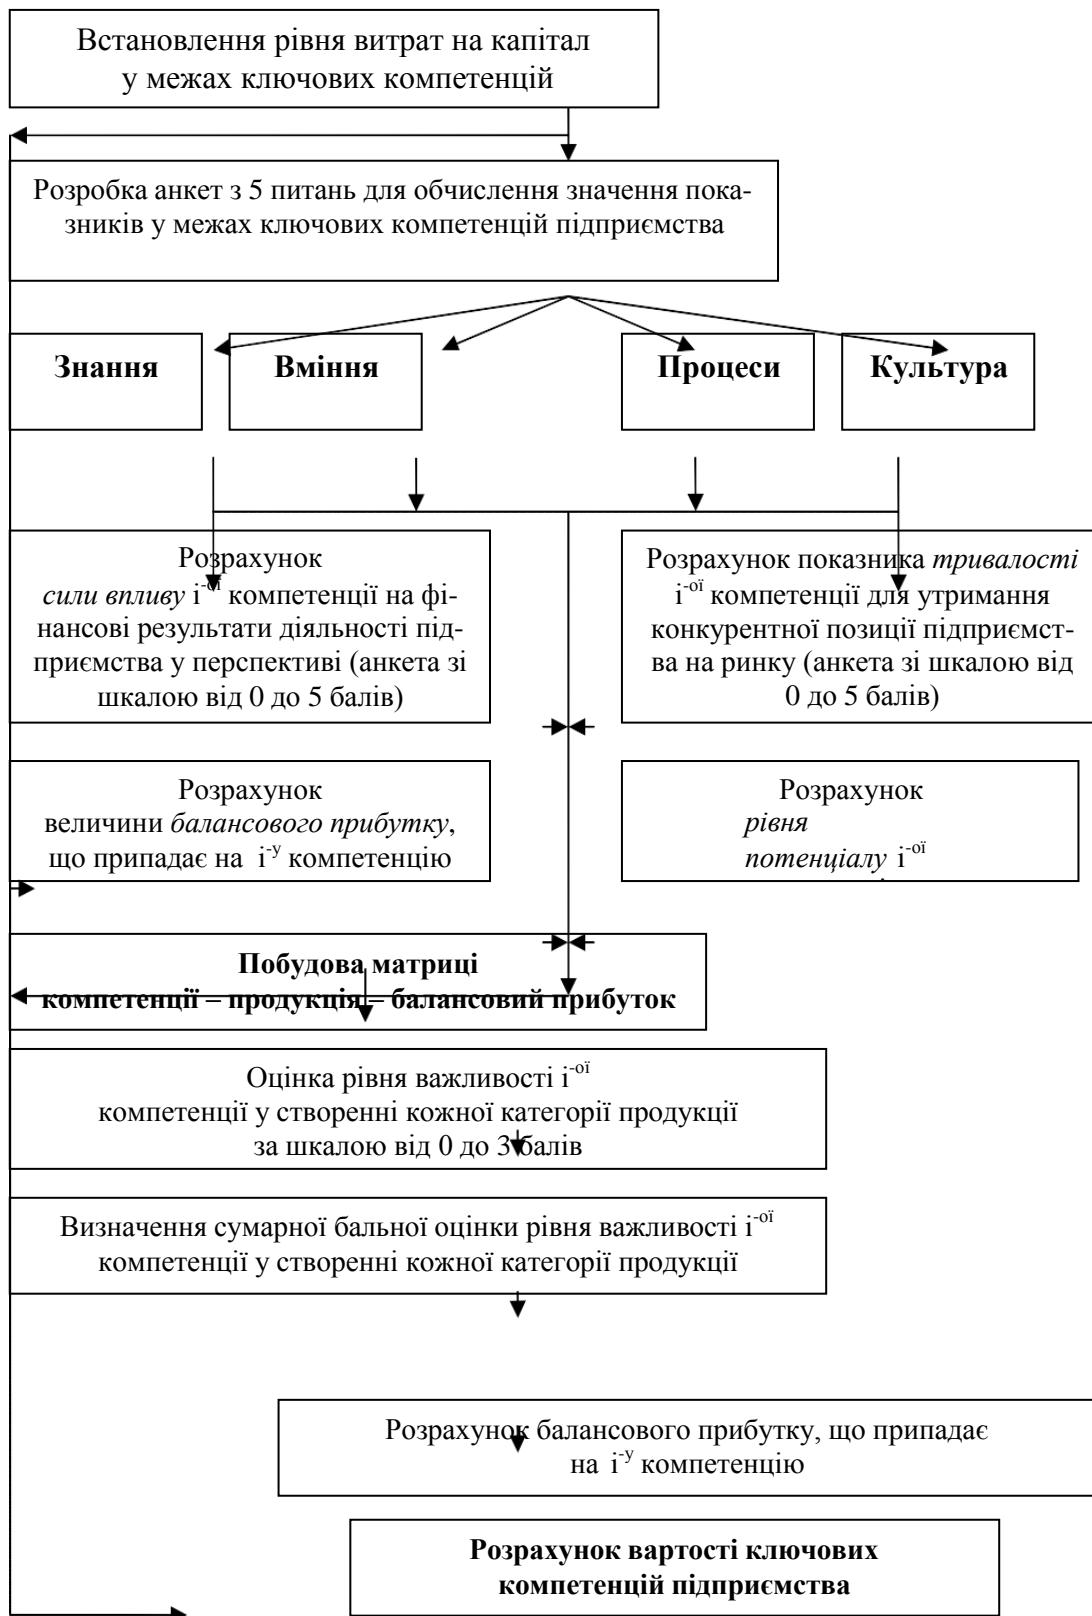 Встановлення рівня витрат на капітал
у межах ключових компетенцій
Розробка анкет з 5 питань для обчислення значення пока-
зників у межах ключових компетенцій підприємства
Знання
Вміння
Процеси
Культура
Розрахунок
сили впливу і-ої компетенції на фі-
нансові результати діяльності під-
приємства у перспективі (анкета зі
шкалою від 0 до 5 балів)
Розрахунок показника тривалості
і-ої компетенції для утримання
конкурентної позиції підприємст-
ва на ринку (анкета зі шкалою від
0 до 5 балів)
Розрахунок
величини балансового прибутку,
що припадає на і-у компетенцію
Розрахунок
рівня
потенціалу і-ої
Побудова матриці
компетенції – продукція – балансовий прибуток
Оцінка рівня важливості і-ої
компетенції у створенні кожної категорії продукції
за шкалою від 0 до 3 балів
Визначення сумарної бальної оцінки рівня важливості і-ої
компетенції у створенні кожної категорії продукції
Розрахунок балансового прибутку, що припадає
на і-у компетенцію
Розрахунок вартості ключових
компетенцій підприємства